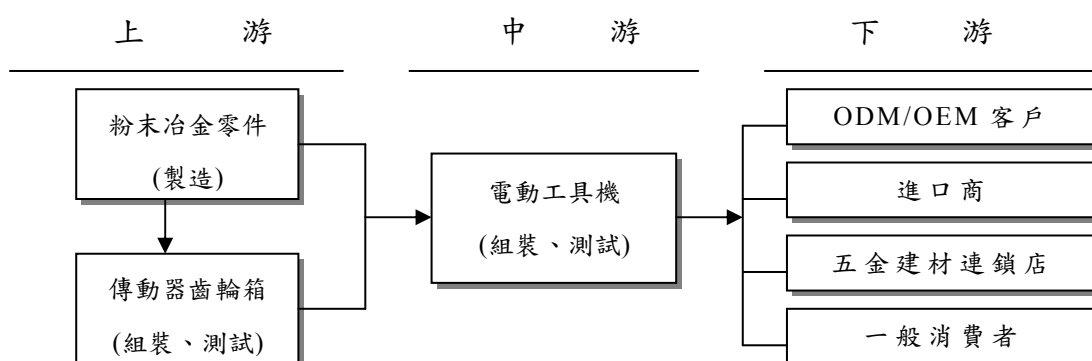 上 游 中 游 下 游
粉末冶金零件
(製造)
傳動器齒輪箱
(組裝、測試)
電動工具機
(組裝、測試)
ODM/OEM 客戶
進口商
五金建材連鎖店
一般消費者